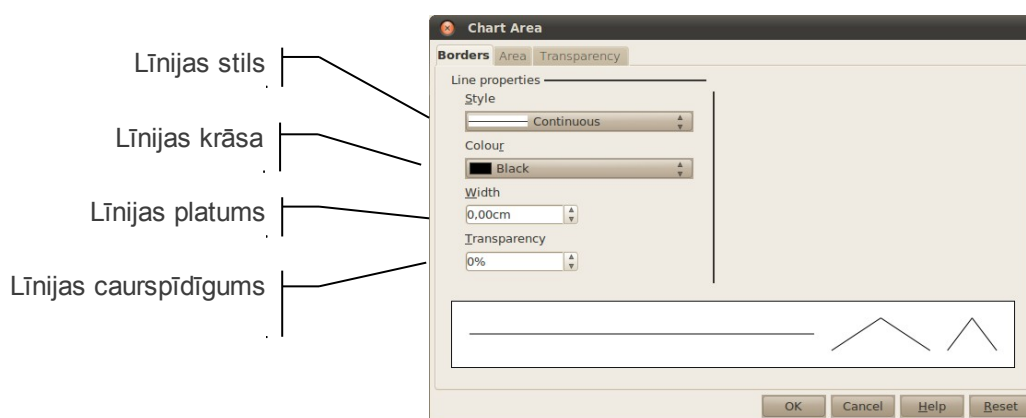 Līnijas stils
Līnijas krāsa
Līnijas platums
Līnijas caurspīdīgums
Chart Area
Borders Area Transparency
Line properties
Style
Continuous
Colour
Black
Width
0,00cm
Transparency
0%
OK Cancel Help Reset